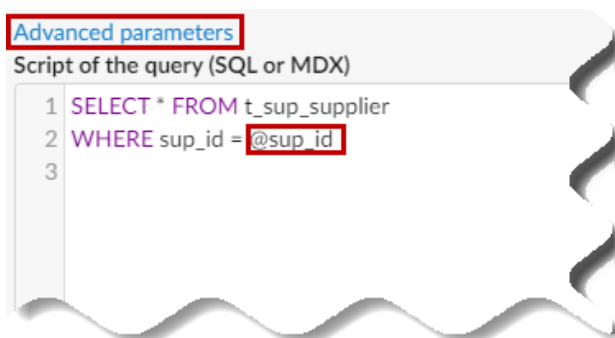 Advanced parameters
Script of the query (SQL or MDX)
1 SELECT * FROM t_sup_supplier
2 WHERE sup_id = @sup_id
3